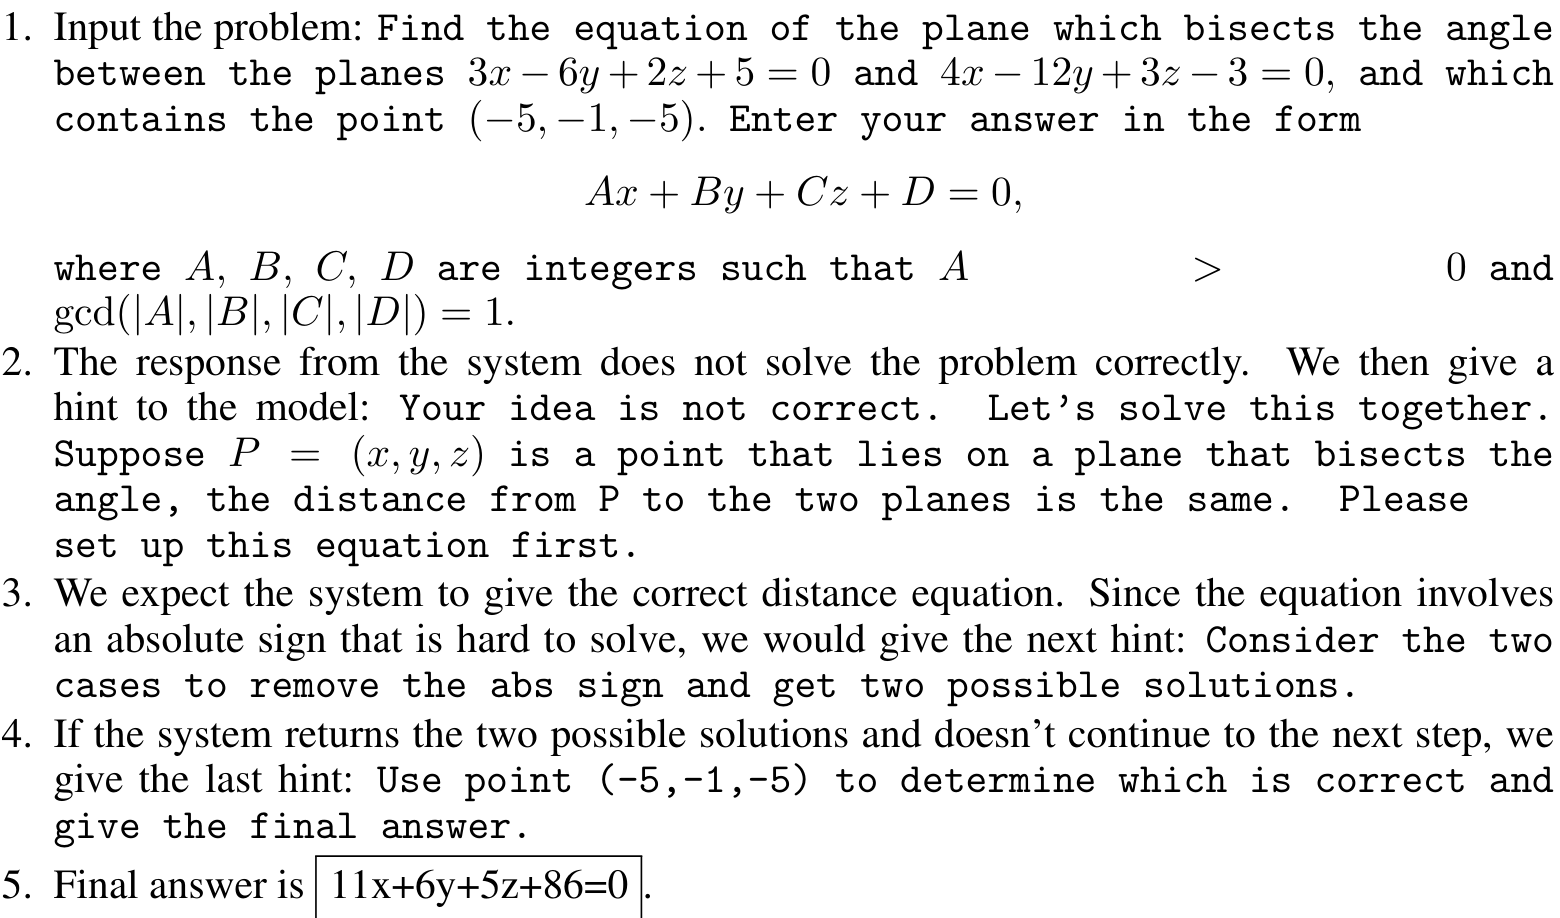 1. Input the problem: Find the equation of the plane which bisects the angle
between the planes 3x − 6y + 2z + 5 = 0 and 4x − 12y + 3z − 3 = 0, and which
contains the point (−5, −1, −5). Enter your answer in the form
Ax + By + Cz + D = 0,
where A, B, C, D are integers such that A > 0 and
gcd(|A|, |B|, |C|, |D|) = 1.
2. The response from the system does not solve the problem correctly. We then give a
hint to the model: Your idea is not correct. Let's solve this together.
Suppose P = (x, y, z) is a point that lies on a plane that bisects the
angle, the distance from P to the two planes is the same. Please
set up this equation first.
3. We expect the system to give the correct distance equation. Since the equation involves
an absolute sign that is hard to solve, we would give the next hint: Consider the two
cases to remove the abs sign and get two possible solutions.
4. If the system returns the two possible solutions and doesn't continue to the next step, we
give the last hint: Use point (-5,-1,-5) to determine which is correct and
give the final answer.
5. Final answer is 11x+6y+5z+86=0.